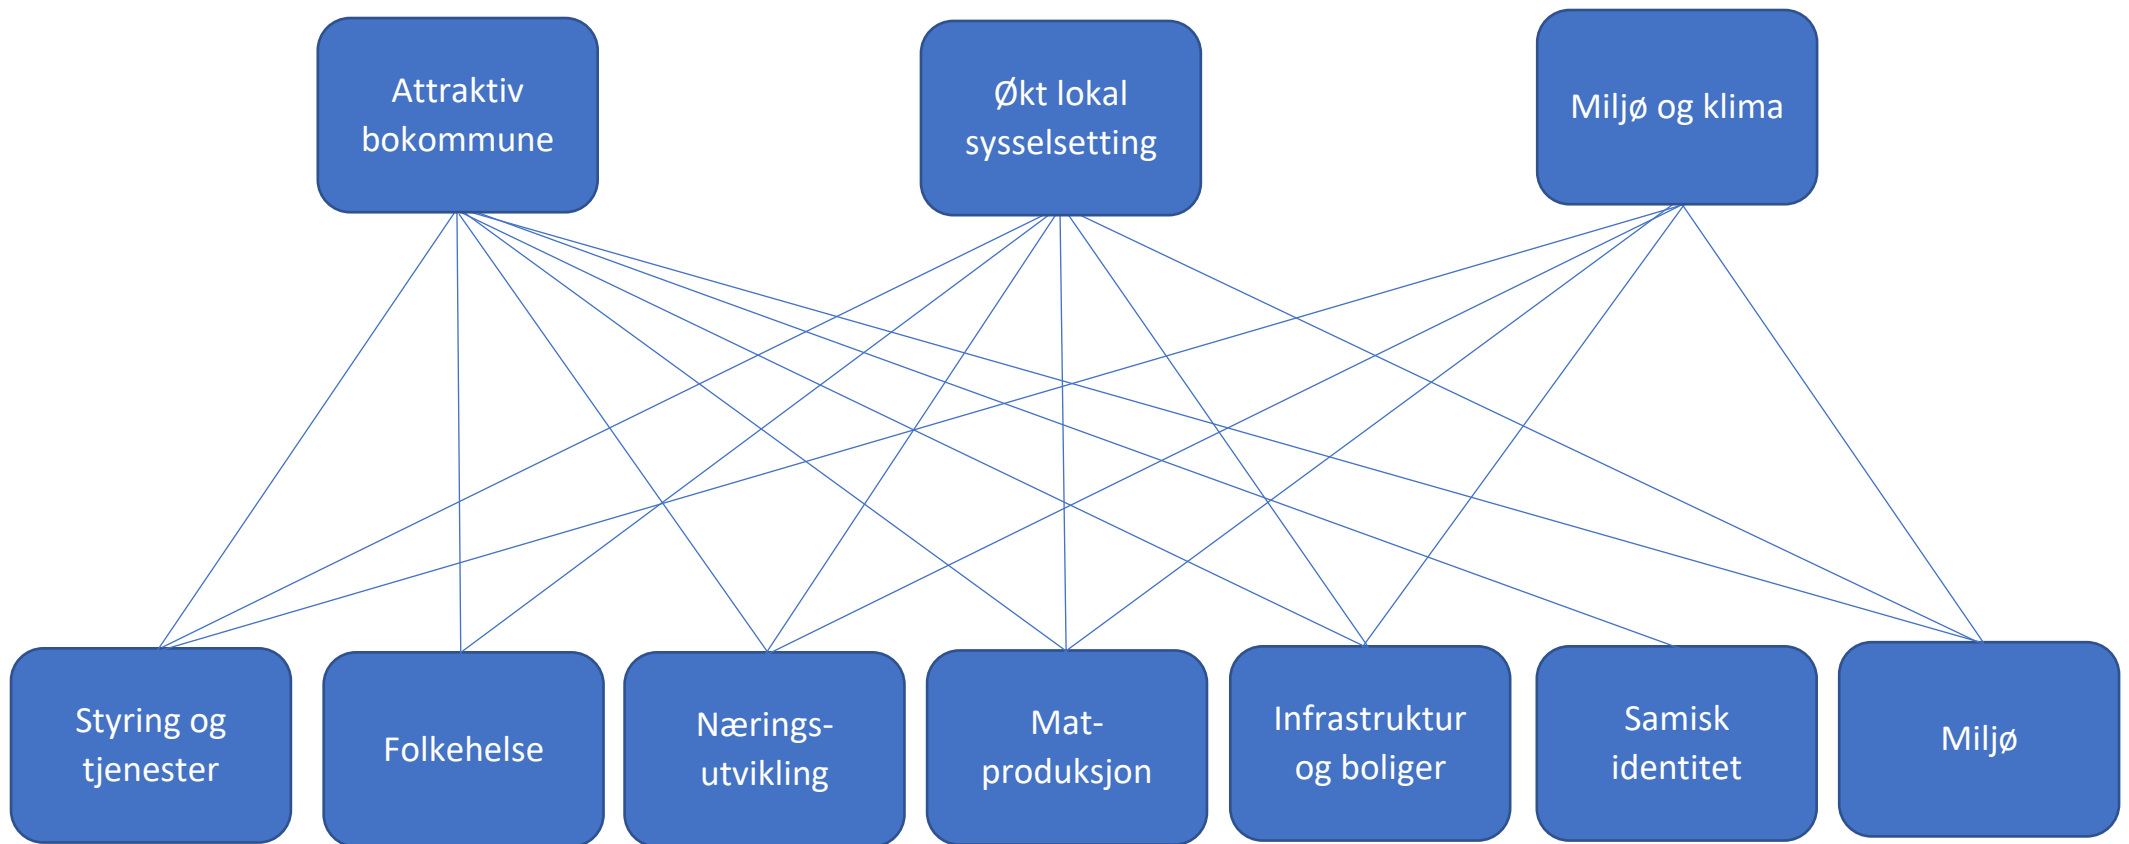 Attraktiv
bokommune
Økt lokal
sysselsetting
Miljø og klima
Styring og
tjenester
Folkehelse
Nærings-
utvikling
Mat-
produksjon
Infrastruktur
og boliger
Samisk
identitet
Miljø